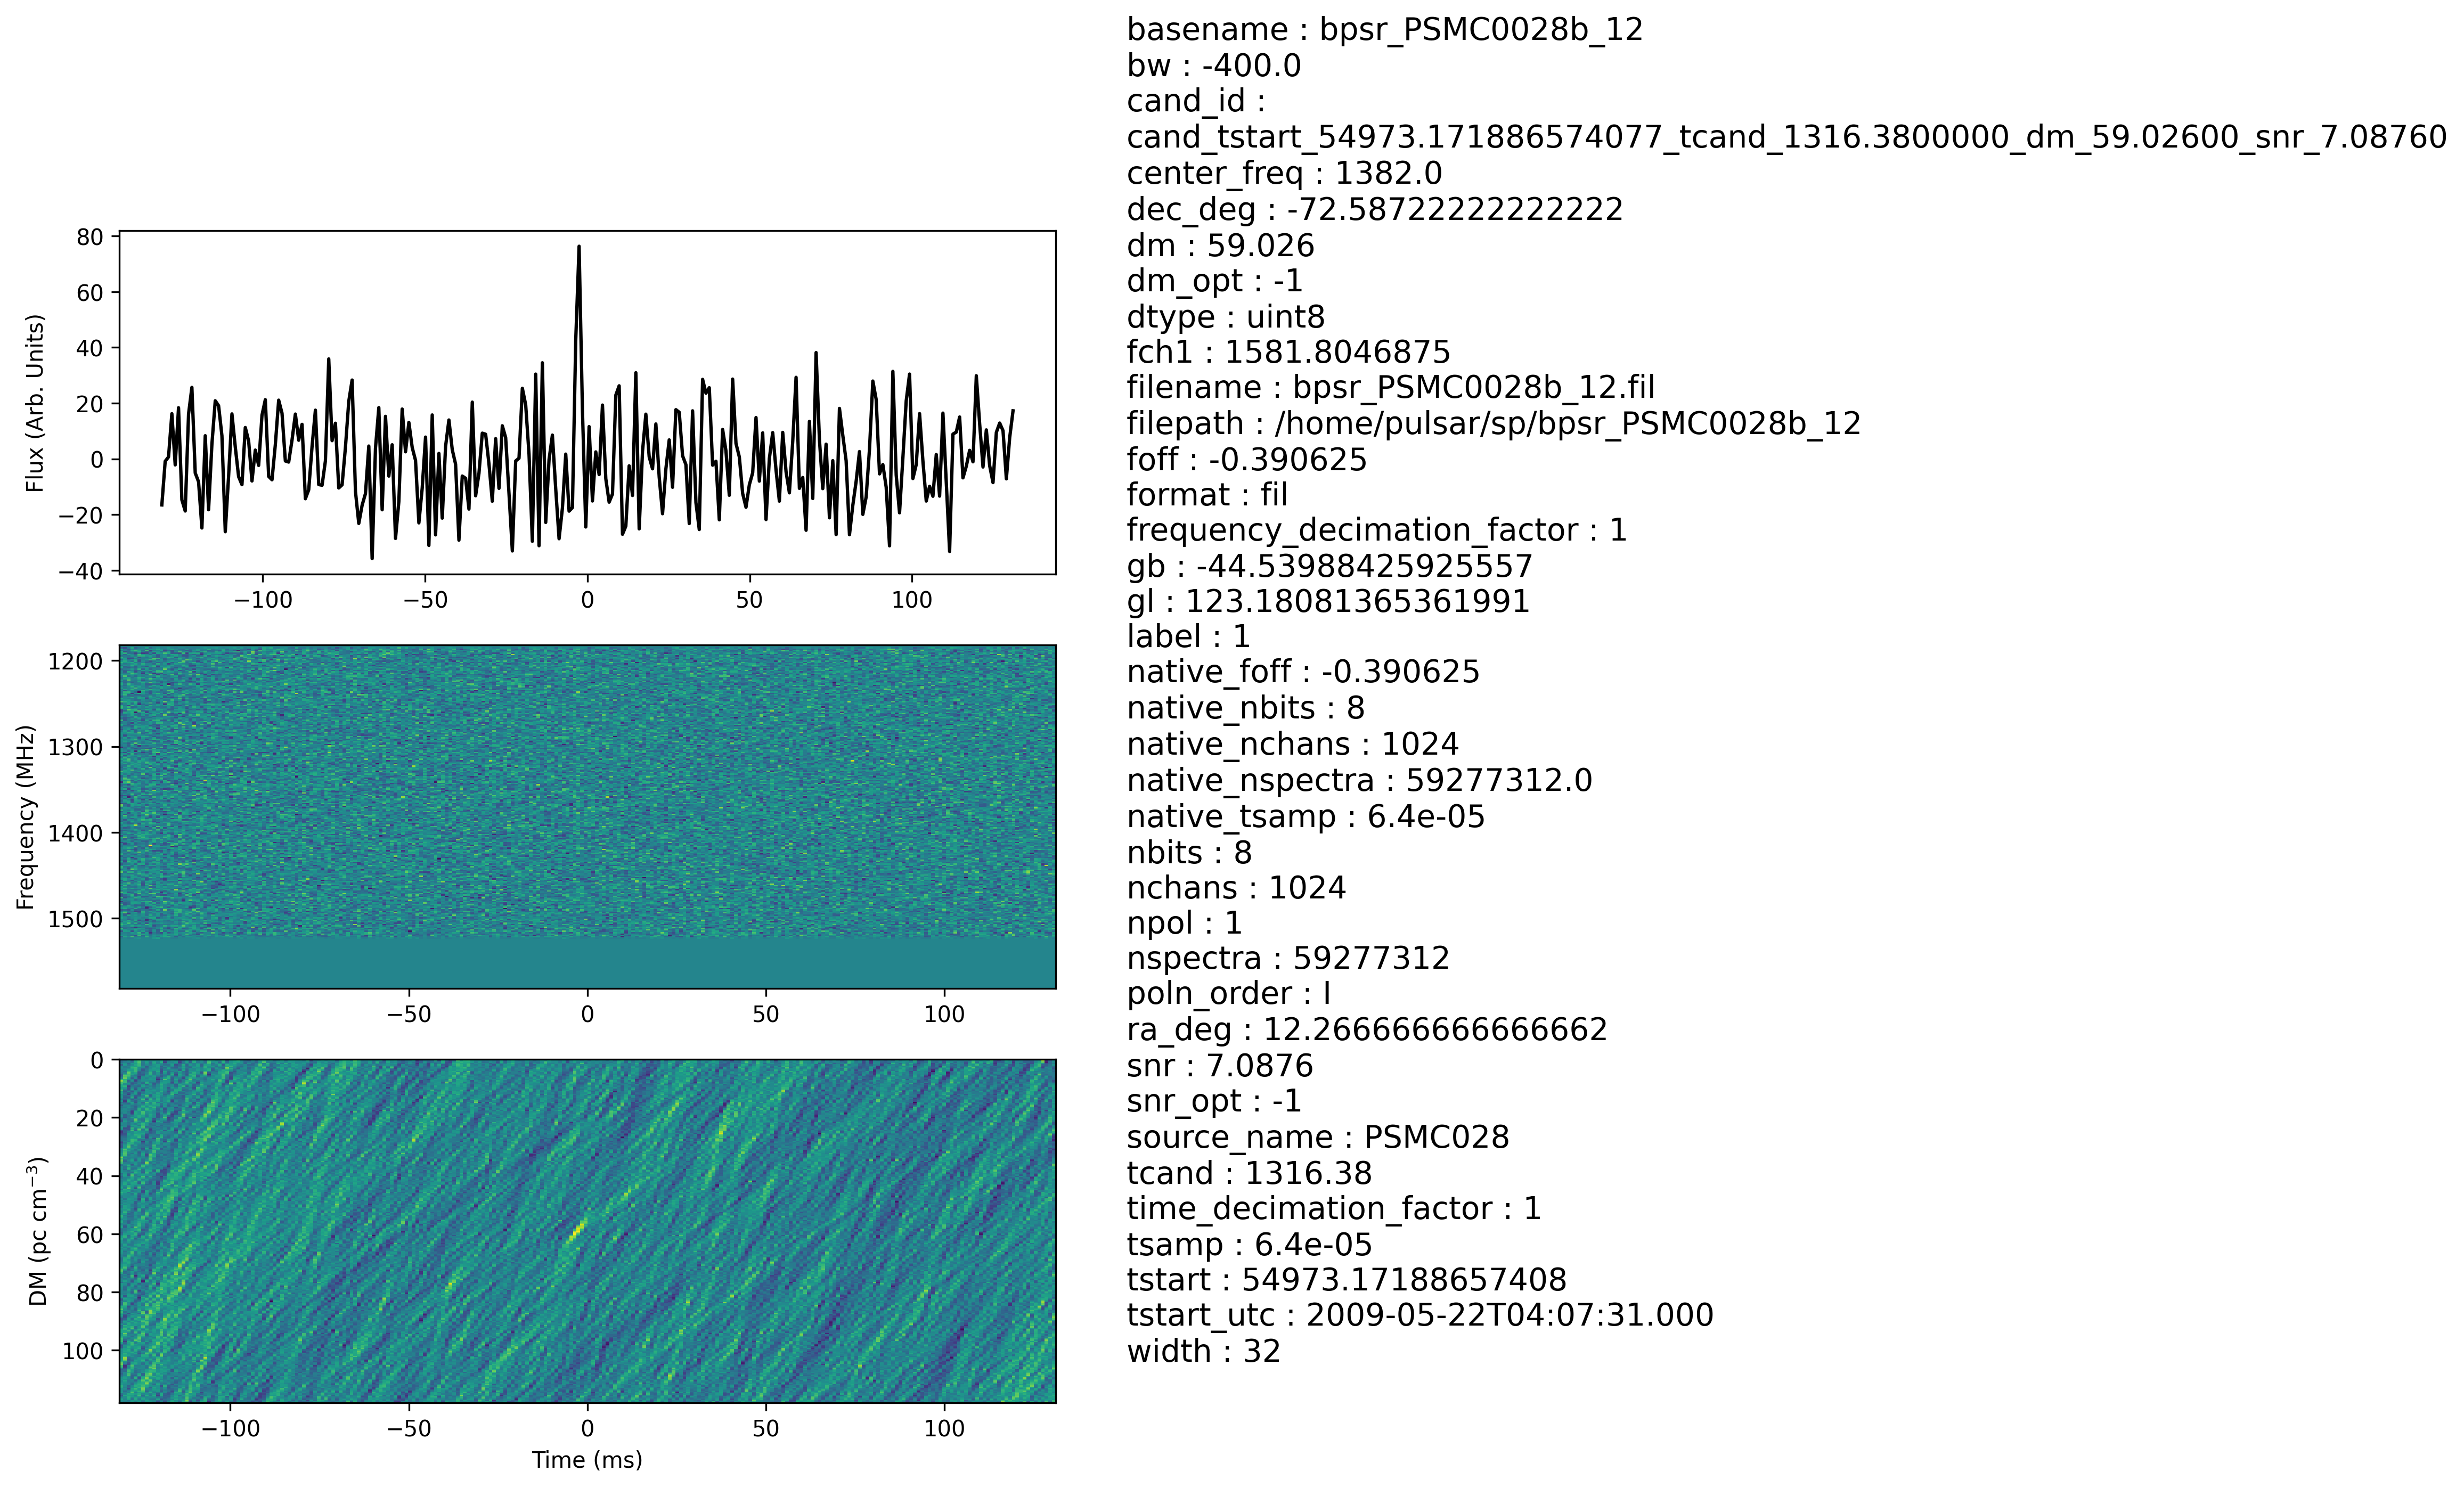 basename : bpsr_PSMC0028b_12
bw : -400.0
cand_id :
cand_tstart_54973.171886574077_tcand_1316.3800000_dm_59.02600_snr_7.08760
center_freq : 1382.0
dec_deg : -72.58722222222222
dm : 59.026
dm_opt : -1
dtype : uint8
fch1 : 1581.8046875
filename : bpsr_PSMC0028b_12.fil
filepath : /home/pulsar/sp/bpsr_PSMC0028b_12
foff : -0.390625
format : fil
frequency_decimation_factor : 1
gb : -44.53988425925557
gl : 123.18081365361991
label : 1
native_foff : -0.390625
native_nbits : 8
native_nchans : 1024
native_nspectra : 59277312.0
native_tsamp : 6.4e-05
nbits : 8
nchans : 1024
npol : 1
nspectra : 59277312
poln_order : I
ra_deg : 12.266666666666662
snr : 7.0876
snr_opt : -1
source_name : PSMC028
tcand : 1316.38
time_decimation_factor : 1
tsamp : 6.4e-05
tstart : 54973.17188657408
tstart_utc : 2009-05-22T04:07:31.000
width : 32
Flux (Arb. Units)
80
60
40
20
0
−20
−40
−100 −50 0 50 100
Frequency (MHz)
1200
1300
1400
1500
−100 −50 0 50 100
DM (pc cm⁻³)
0
20
40
60
80
100
−100 −50 0 50 100
Time (ms)